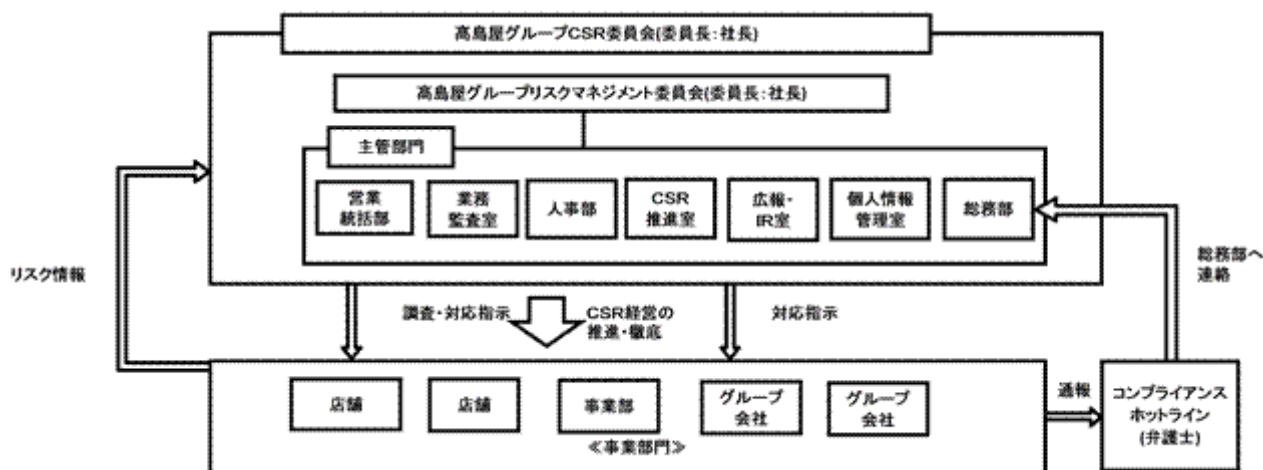 高島屋グループCSR委員会(委員長:社長)
高島屋グループリスクマネジメント委員会(委員長:社長)
主管部門
営業
統括部
業務
監査室
人事部
CSR
推進室
広報・
IR室
個人情報
管理室
総務部
リスク情報
総務部へ
連絡
調査・対応指示
CSR経営の
推進・徹底
対応指示
店舗
店舗
事業部
グループ
会社
グループ
会社
≪事業部門≫
通報
コンプライアンス
ホットライン
(弁護士)